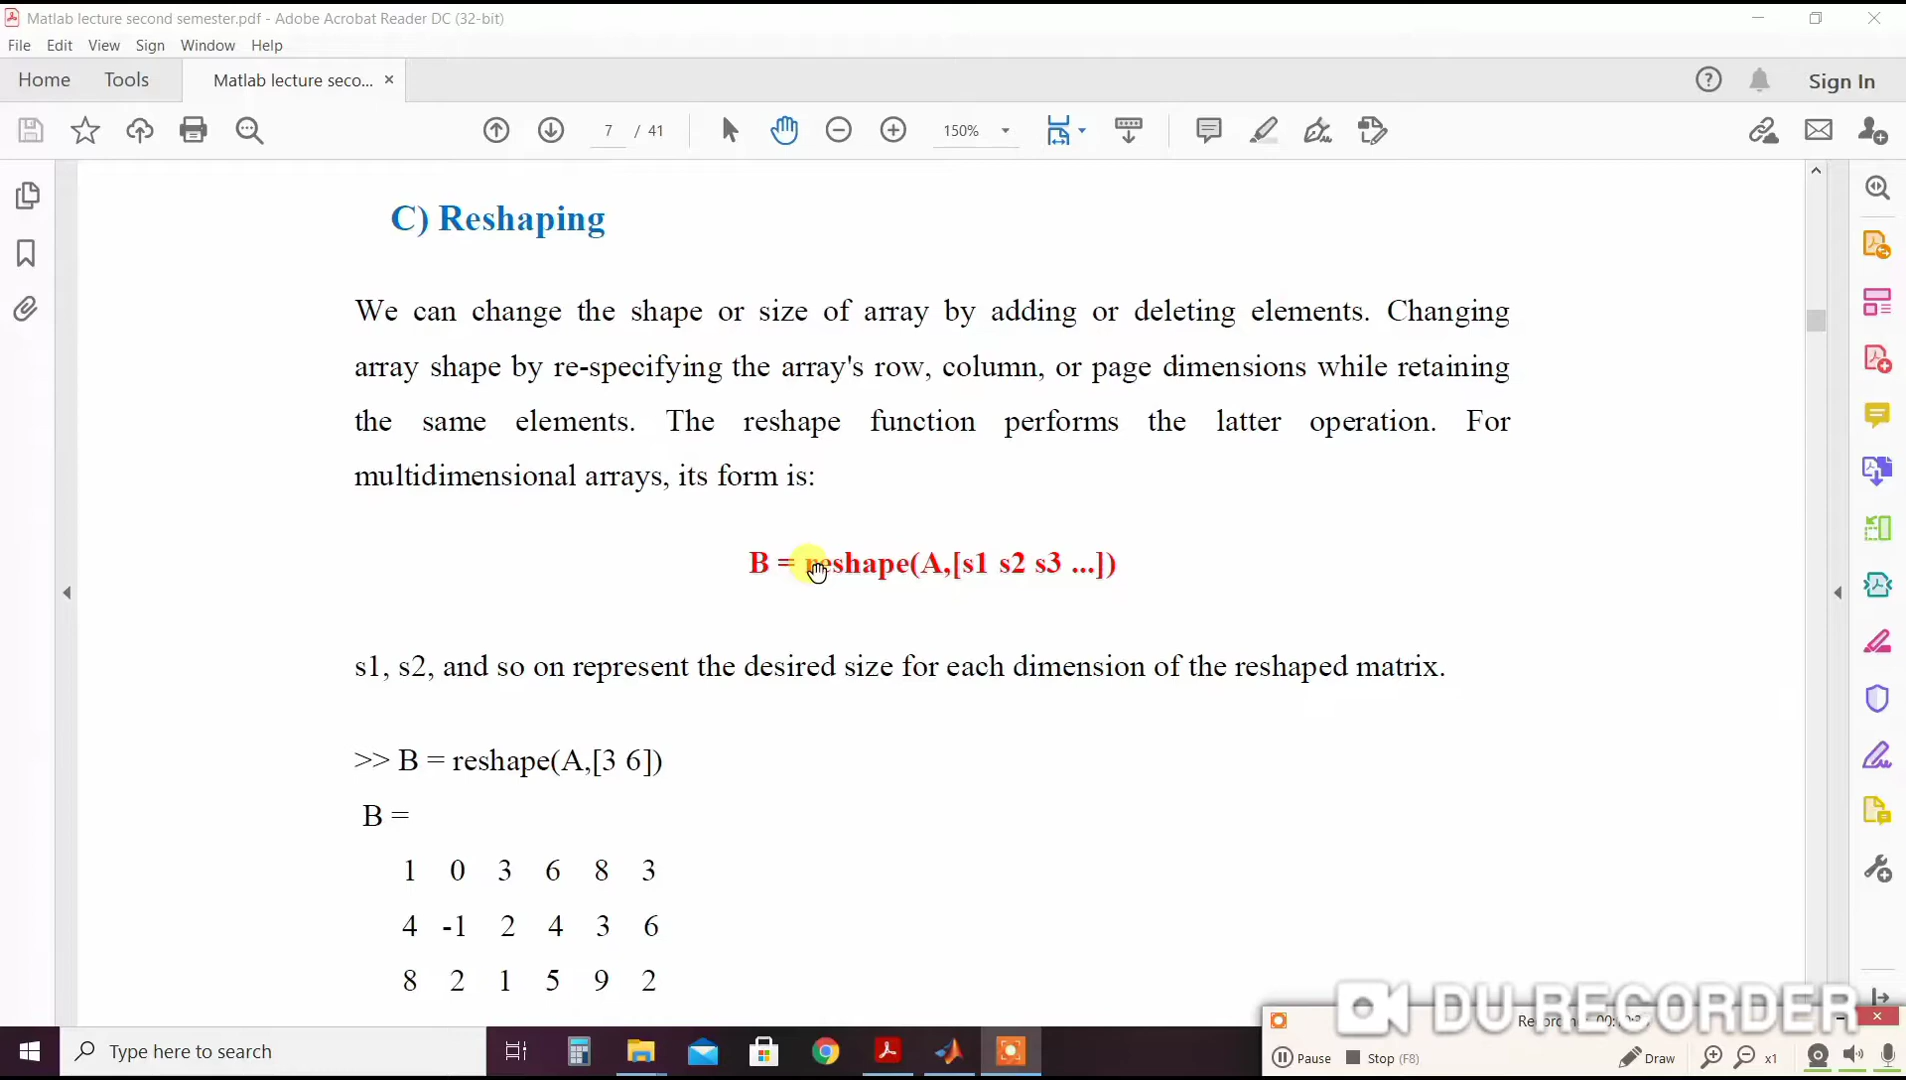 Matlab lecture second semester.pdf - Adobe Acrobat Reader DC (32-bit)
File Edit View Sign Window Help
Home Tools Matlab lecture seco... × Sign In
7 / 41 150%
C) Reshaping
We can change the shape or size of array by adding or deleting elements. Changing
array shape by re-specifying the array's row, column, or page dimensions while retaining
the same elements. The reshape function performs the latter operation. For
multidimensional arrays, its form is:
B = reshape(A,[s1 s2 s3 ...])
s1, s2, and so on represent the desired size for each dimension of the reshaped matrix.
>> B = reshape(A,[3 6])
B =
1 0 3 6 8 3
4 -1 2 4 3 6
8 2 1 5 9 2
DU RECORDER
Type here to search
Pause Stop (F8) Draw x1